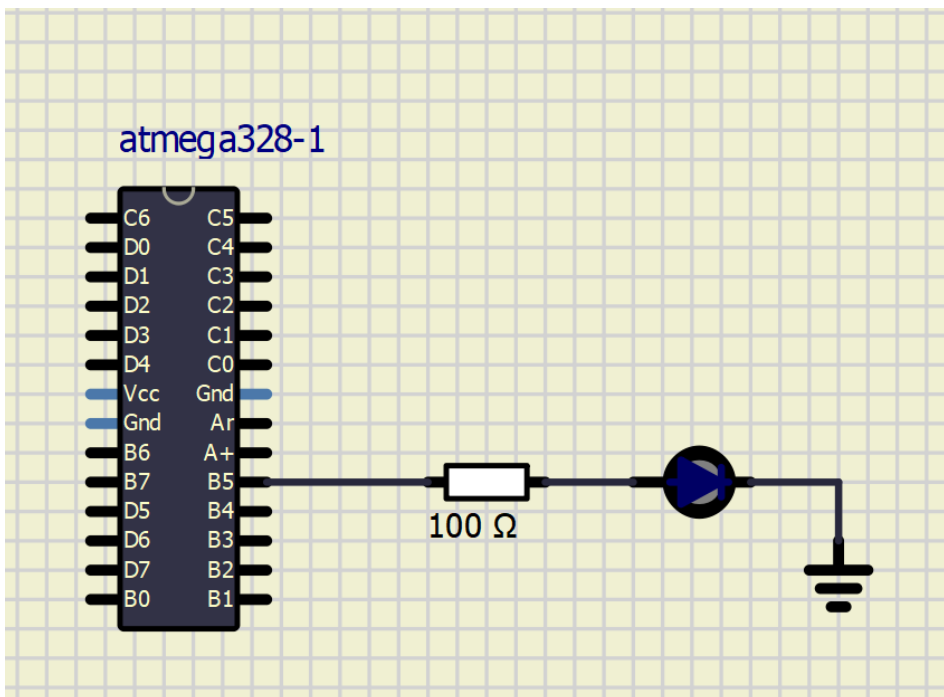 atmega328-1
C6 C5
D0 C4
D1 C3
D2 C2
D3 C1
D4 C0
Vcc Gnd
Gnd Ar
B6 A+
B7 B5
D5 B4
D6 B3
D7 B2
B0 B1
100 Ω